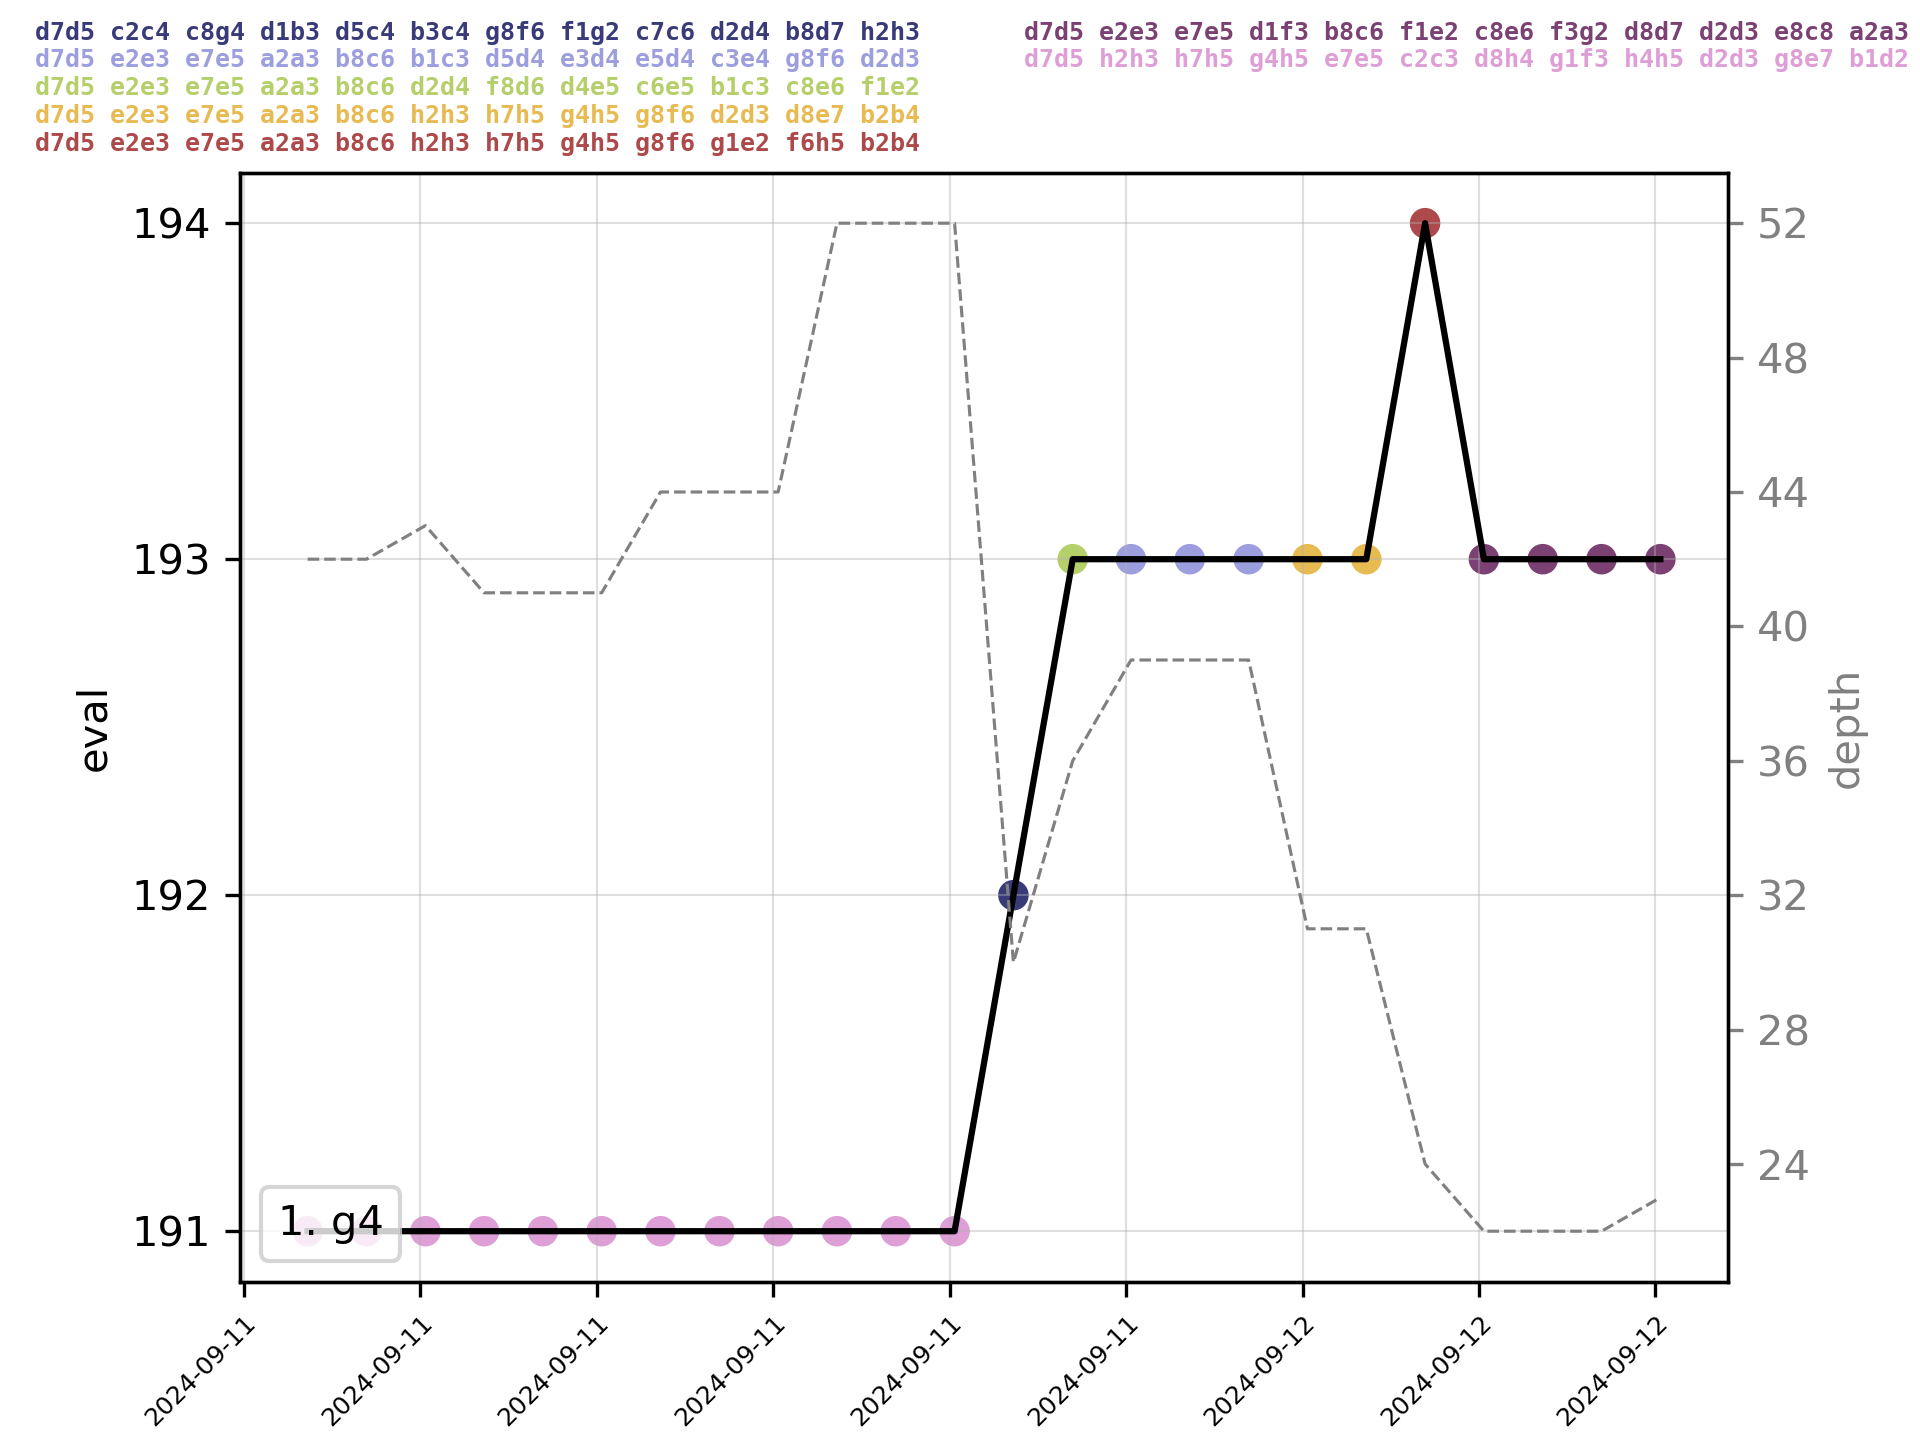 d7d5 c2c4 c8g4 d1b3 d5c4 b3c4 g8f6 f1g2 c7c6 d2d4 b8d7 h2h3
d7d5 e2e3 e7e5 a2a3 b8c6 b1c3 d5d4 e3d4 e5d4 c3e4 g8f6 d2d3
d7d5 e2e3 e7e5 a2a3 b8c6 d2d4 f8d6 d4e5 c6e5 b1c3 c8e6 f1e2
d7d5 e2e3 e7e5 a2a3 b8c6 h2h3 h7h5 g4h5 g8f6 d2d3 d8e7 b2b4
d7d5 e2e3 e7e5 a2a3 b8c6 h2h3 h7h5 g4h5 g8f6 g1e2 f6h5 b2b4
d7d5 e2e3 e7e5 d1f3 b8c6 f1e2 c8e6 f3g2 d8d7 d2d3 e8c8 a2a3
d7d5 h2h3 h7h5 g4h5 e7e5 c2c3 d8h4 g1f3 h4h5 d2d3 g8e7 b1d2
194
193
192
191
eval
52
48
44
40
36
32
28
24
depth
1. g4
2024-09-11
2024-09-11
2024-09-11
2024-09-11
2024-09-11
2024-09-11
2024-09-12
2024-09-12
2024-09-12